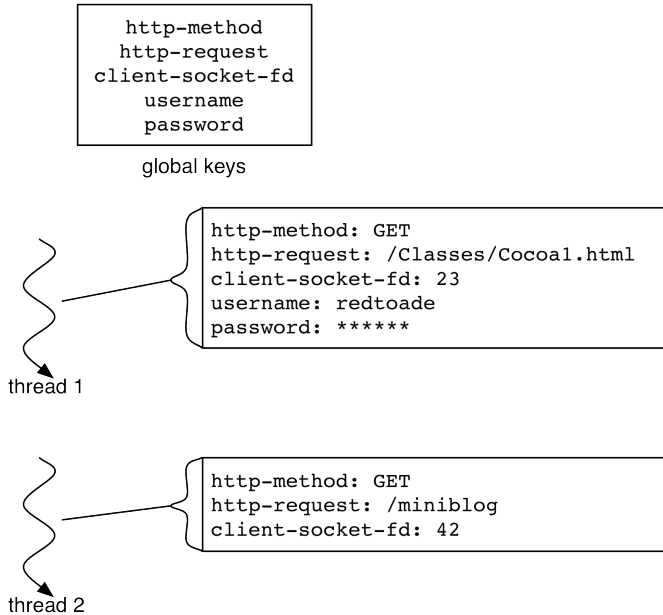 http-method
http-request
client-socket-fd
username
password
global keys
http-method: GET
http-request: /Classes/Cocoa1.html
client-socket-fd: 23
username: redtoade
password: ******
thread 1
http-method: GET
http-request: /miniblog
client-socket-fd: 42
thread 2